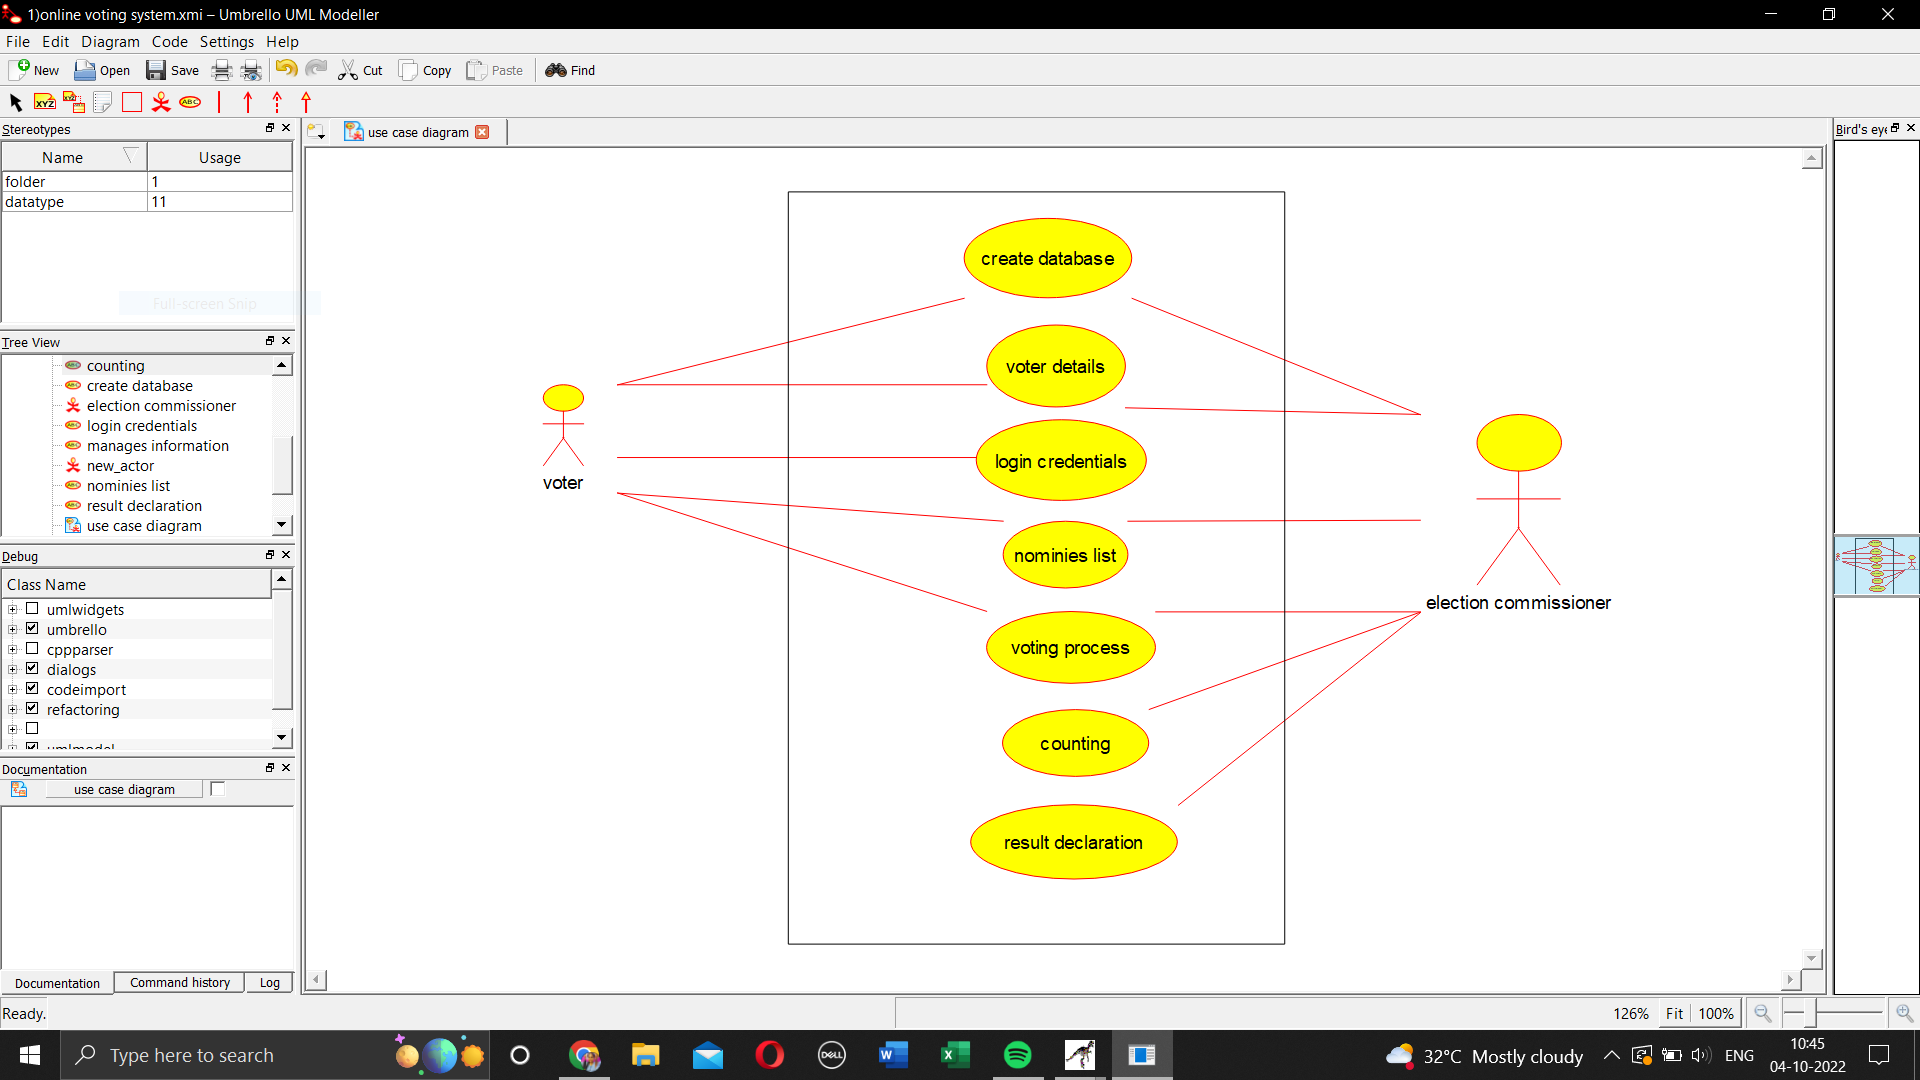 1)online voting system.xmi – Umbrello UML Modeller
File Edit Diagram Code Settings Help
New Open Save Cut Copy Paste Find
XYZ XYZ ABC
Stereotypes
Name Usage
folder 1
datatype 11
Full-screen Snip
Tree View
counting
create database
election commissioner
login credentials
manages information
new_actor
nominies list
result declaration
use case diagram
Debug
Class Name
umlwidgets
umbrello
cppparser
dialogs
codeimport
refactoring
umlmodel
Documentation
use case diagram
Documentation Command history Log
Ready.
use case diagram
create database
voter details
login credentials
nominies list
voting process
counting
result declaration
voter
election commissioner
Bird's eye
126% Fit 100%
Type here to search
DELL
32°C Mostly cloudy
ENG
10:45
04-10-2022